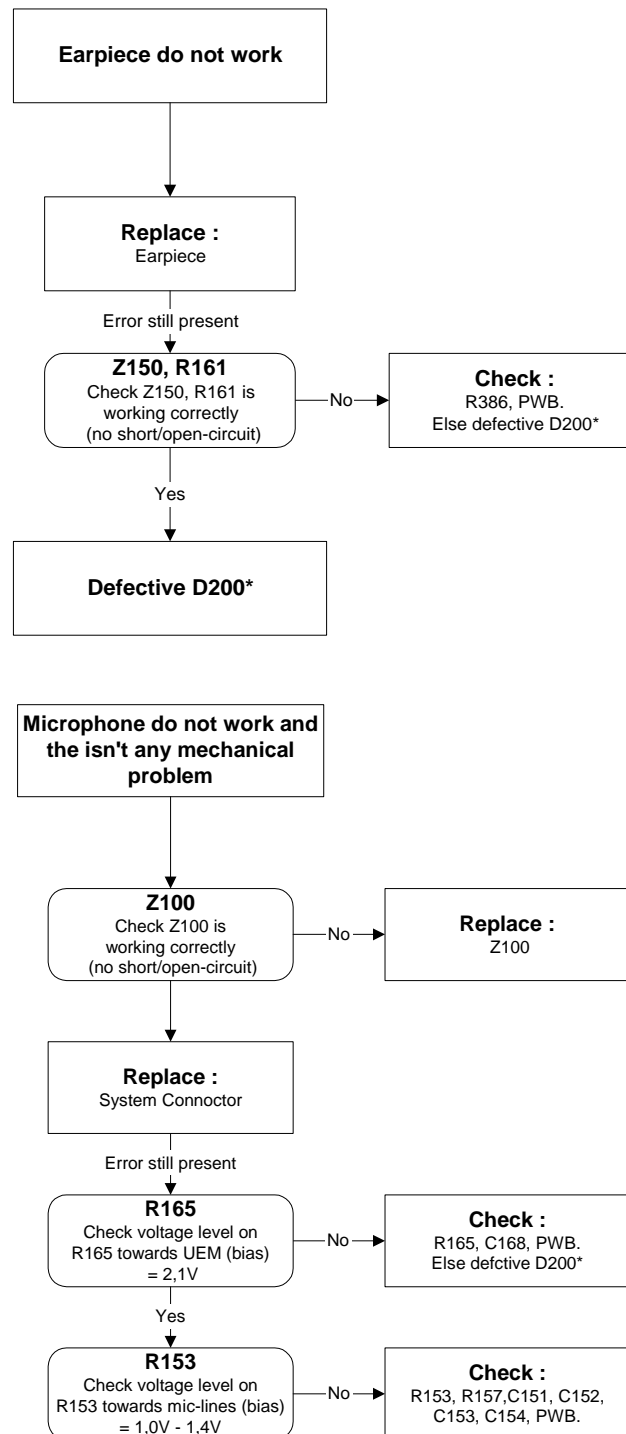 Earpiece do not work
Replace :
Earpiece
Error still present
Z150, R161
Check Z150, R161 is
working correctly
(no short/open-circuit)
No
Check :
R386, PWB.
Else defective D200*
Yes
Defective D200*
Microphone do not work and
the isn't any mechanical
problem
Z100
Check Z100 is
working correctly
(no short/open-circuit)
No
Replace :
Z100
Replace :
System Connoctor
Error still present
R165
Check voltage level on
R165 towards UEM (bias)
= 2,1V
No
Check :
R165, C168, PWB.
Else defctive D200*
Yes
R153
Check voltage level on
R153 towards mic-lines (bias)
= 1,0V - 1,4V
No
Check :
R153, R157,C151, C152,
C153, C154, PWB.